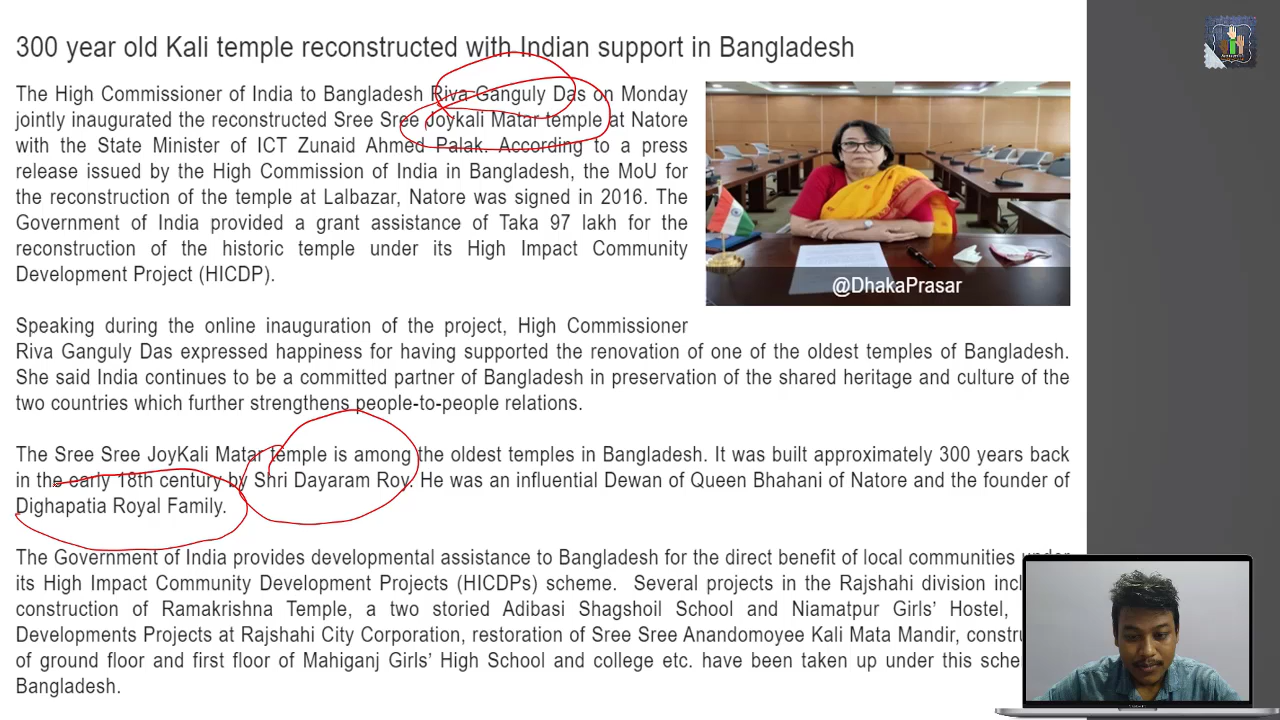 300 year old Kali temple reconstructed with Indian support in Bangladesh
The High Commissioner of India to Bangladesh Riva Ganguly Das on Monday
jointly inaugurated the reconstructed Sree Sree Joykali Matar temple at Natore
with the State Minister of ICT Zunaid Ahmed Palak. According to a press
release issued by the High Commission of India in Bangladesh, the MoU for
the reconstruction of the temple at Lalbazar, Natore was signed in 2016. The
Government of India provided a grant assistance of Taka 97 lakh for the
reconstruction of the historic temple under its High Impact Community
Development Project (HICDP).
@DhakaPrasar
Speaking during the online inauguration of the project, High Commissioner
Riva Ganguly Das expressed happiness for having supported the renovation of one of the oldest temples of Bangladesh.
She said India continues to be a committed partner of Bangladesh in preservation of the shared heritage and culture of the
two countries which further strengthens people-to-people relations.
The Sree Sree JoyKali Matar temple is among the oldest temples in Bangladesh. It was built approximately 300 years back
in the early 18th century by Shri Dayaram Roy. He was an influential Dewan of Queen Bhahani of Natore and the founder of
Dighapatia Royal Family.
The Government of India provides developmental assistance to Bangladesh for the direct benefit of local communities
its High Impact Community Development Projects (HICDPs) scheme. Several projects in the Rajshahi division
construction of Ramakrishna Temple, a two storied Adibasi Shagshoil School and Niamatpur Girls' Hostel,
Developments Projects at Rajshahi City Corporation, restoration of Sree Sree Anandomoyee Kali Mata Mandir,
of ground floor and first floor of Mahiganj Girls' High School and college etc. have been taken up under this
Bangladesh.